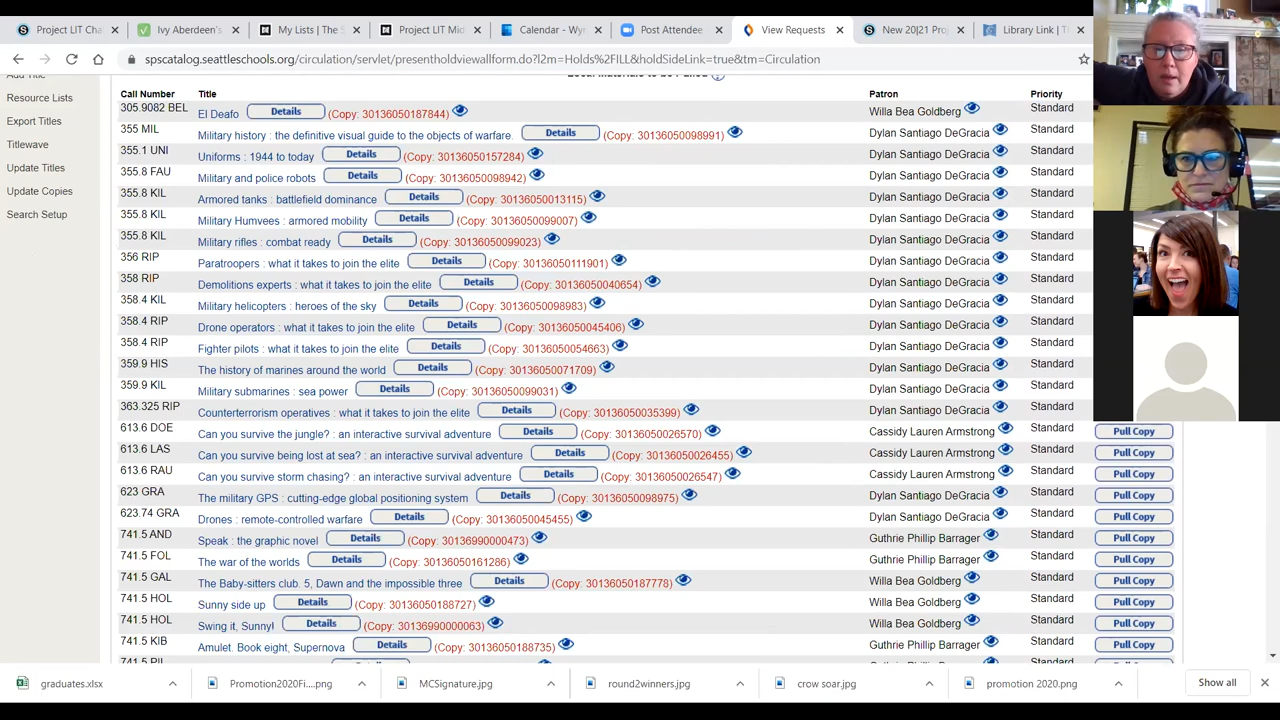 Project LIT Cha
Ivy Aberdeen's
My Lists | The S
Project LIT Mid
Calendar - W
Post Attendee
View Requests
New 20J21 Pro
Library Link | T
spscatalog.seattleschools.org/circulation/servlet/presentholdviewallform.do?l2m=Holds%2FILL&holdSideLink=true&tm=Circulation
Add Title
Resource Lists
Export Titles
Titlewave
Update Titles
Update Copies
Search Setup
Local Materials to be Pulled
Call Number Title Patron Priority
305.9082 BEL El Deafo Details (Copy: 30136050187844) Willa Bea Goldberg Standard
355 MIL Military history : the definitive visual guide to the objects of warfare. Details (Copy: 30136050098991) Dylan Santiago DeGracia Standard
355.1 UNI Uniforms : 1944 to today Details (Copy: 30136050157284) Dylan Santiago DeGracia Standard
355.8 FAU Military and police robots Details (Copy: 30136050098942) Dylan Santiago DeGracia Standard
355.8 KIL Armored tanks : battlefield dominance Details (Copy: 30136050013115) Dylan Santiago DeGracia Standard
355.8 KIL Military Humvees : armored mobility Details (Copy: 30136050099007) Dylan Santiago DeGracia Standard
355.8 KIL Military rifles : combat ready Details (Copy: 30136050099023) Dylan Santiago DeGracia Standard
356 RIP Paratroopers : what it takes to join the elite Details (Copy: 30136050111901) Dylan Santiago DeGracia Standard
358 RIP Demolitions experts : what it takes to join the elite Details (Copy: 30136050040654) Dylan Santiago DeGracia Standard
358.4 KIL Military helicopters : heroes of the sky Details (Copy: 30136050098983) Dylan Santiago DeGracia Standard
358.4 RIP Drone operators : what it takes to join the elite Details (Copy: 30136050045406) Dylan Santiago DeGracia Standard
358.4 RIP Fighter pilots : what it takes to join the elite Details (Copy: 30136050054663) Dylan Santiago DeGracia Standard
359.9 HIS The history of marines around the world Details (Copy: 30136050071709) Dylan Santiago DeGracia Standard
359.9 KIL Military submarines : sea power Details (Copy: 30136050099031) Dylan Santiago DeGracia Standard
363.325 RIP Counterterrorism operatives : what it takes to join the elite Details (Copy: 30136050035399) Dylan Santiago DeGracia Standard
613.6 DOE Can you survive the jungle? : an interactive survival adventure Details (Copy: 30136050026570) Cassidy Lauren Armstrong Standard Pull Copy
613.6 LAS Can you survive being lost at sea? : an interactive survival adventure Details (Copy: 30136050026455) Cassidy Lauren Armstrong Standard Pull Copy
613.6 RAU Can you survive storm chasing? : an interactive survival adventure Details (Copy: 30136050026547) Cassidy Lauren Armstrong Standard Pull Copy
623 GRA The military GPS : cutting-edge global positioning system Details (Copy: 30136050098975) Dylan Santiago DeGracia Standard Pull Copy
623.74 GRA Drones : remote-controlled warfare Details (Copy: 30136050045455) Dylan Santiago DeGracia Standard Pull Copy
741.5 AND Speak : the graphic novel Details (Copy: 30136990000473) Guthrie Phillip Barrager Standard Pull Copy
741.5 FOL The war of the worlds Details (Copy: 30136050161286) Guthrie Phillip Barrager Standard Pull Copy
741.5 GAL The Baby-sitters club. 5, Dawn and the impossible three Details (Copy: 30136050187778) Willa Bea Goldberg Standard Pull Copy
741.5 HOL Sunny side up Details (Copy: 30136050188727) Willa Bea Goldberg Standard Pull Copy
741.5 HOL Swing it, Sunny! Details (Copy: 30136990000063) Willa Bea Goldberg Standard Pull Copy
741.5 KIB Amulet. Book eight, Supernova Details (Copy: 30136050188735) Guthrie Phillip Barrager Standard Pull Copy
graduates.xlsx
Promotion2020Fi....png
MCSignature.jpg
round2winners.jpg
crow soar.jpg
promotion 2020.png
Show all